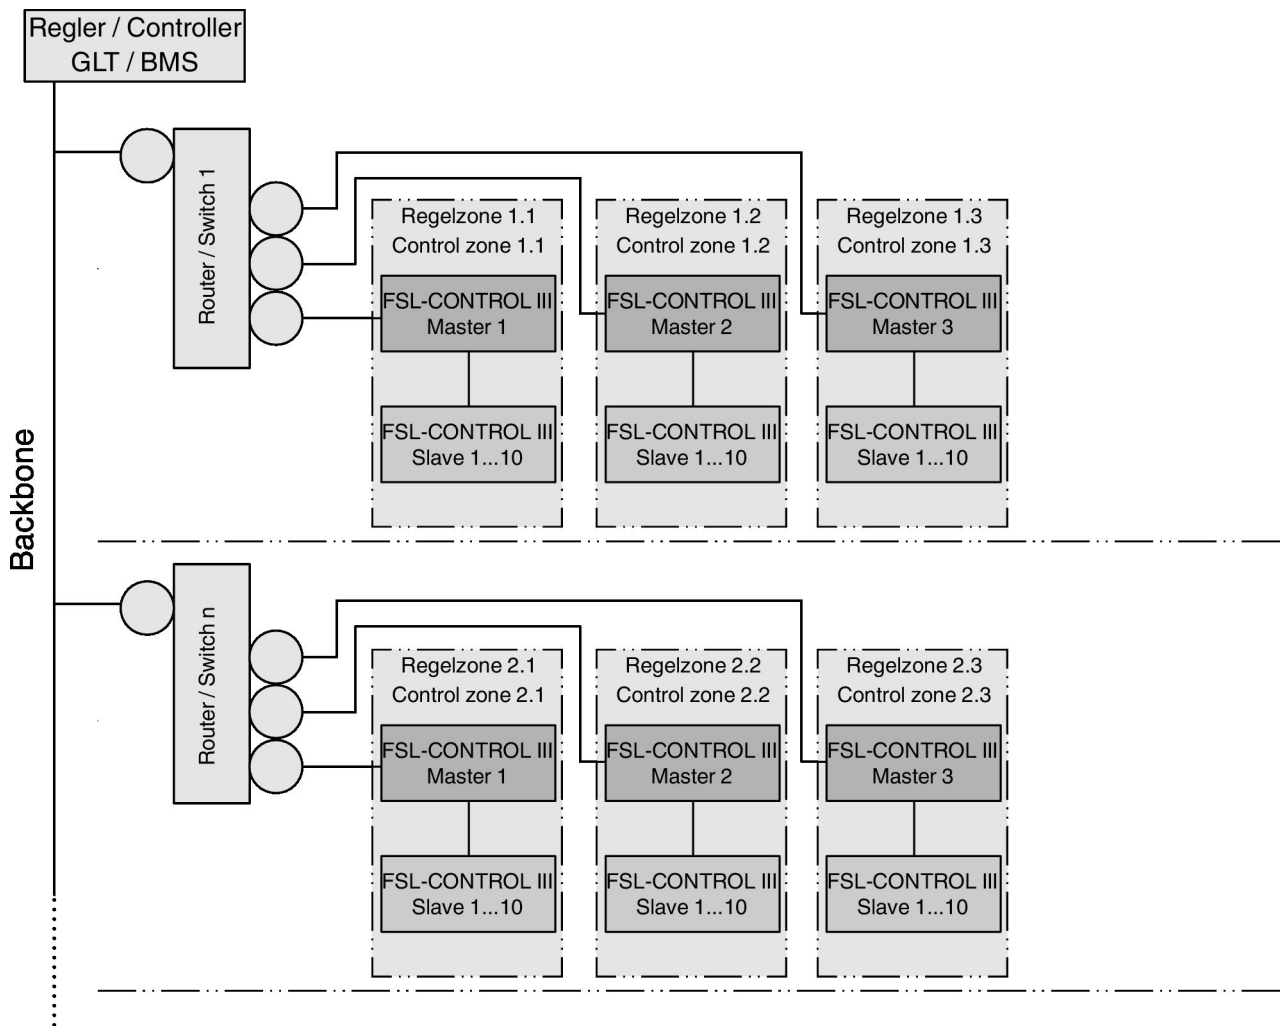 Regler / Controller
GLT / BMS
Backbone
Router / Switch 1
Regelzone 1.1
Control zone 1.1
FSL-CONTROL III
Master 1
FSL-CONTROL III
Slave 1...10
Regelzone 1.2
Control zone 1.2
FSL-CONTROL III
Master 2
FSL-CONTROL III
Slave 1...10
Regelzone 1.3
Control zone 1.3
FSL-CONTROL III
Master 3
FSL-CONTROL III
Slave 1...10
Router / Switch n
Regelzone 2.1
Control zone 2.1
FSL-CONTROL III
Master 1
FSL-CONTROL III
Slave 1...10
Regelzone 2.2
Control zone 2.2
FSL-CONTROL III
Master 2
FSL-CONTROL III
Slave 1...10
Regelzone 2.3
Control zone 2.3
FSL-CONTROL III
Master 3
FSL-CONTROL III
Slave 1...10